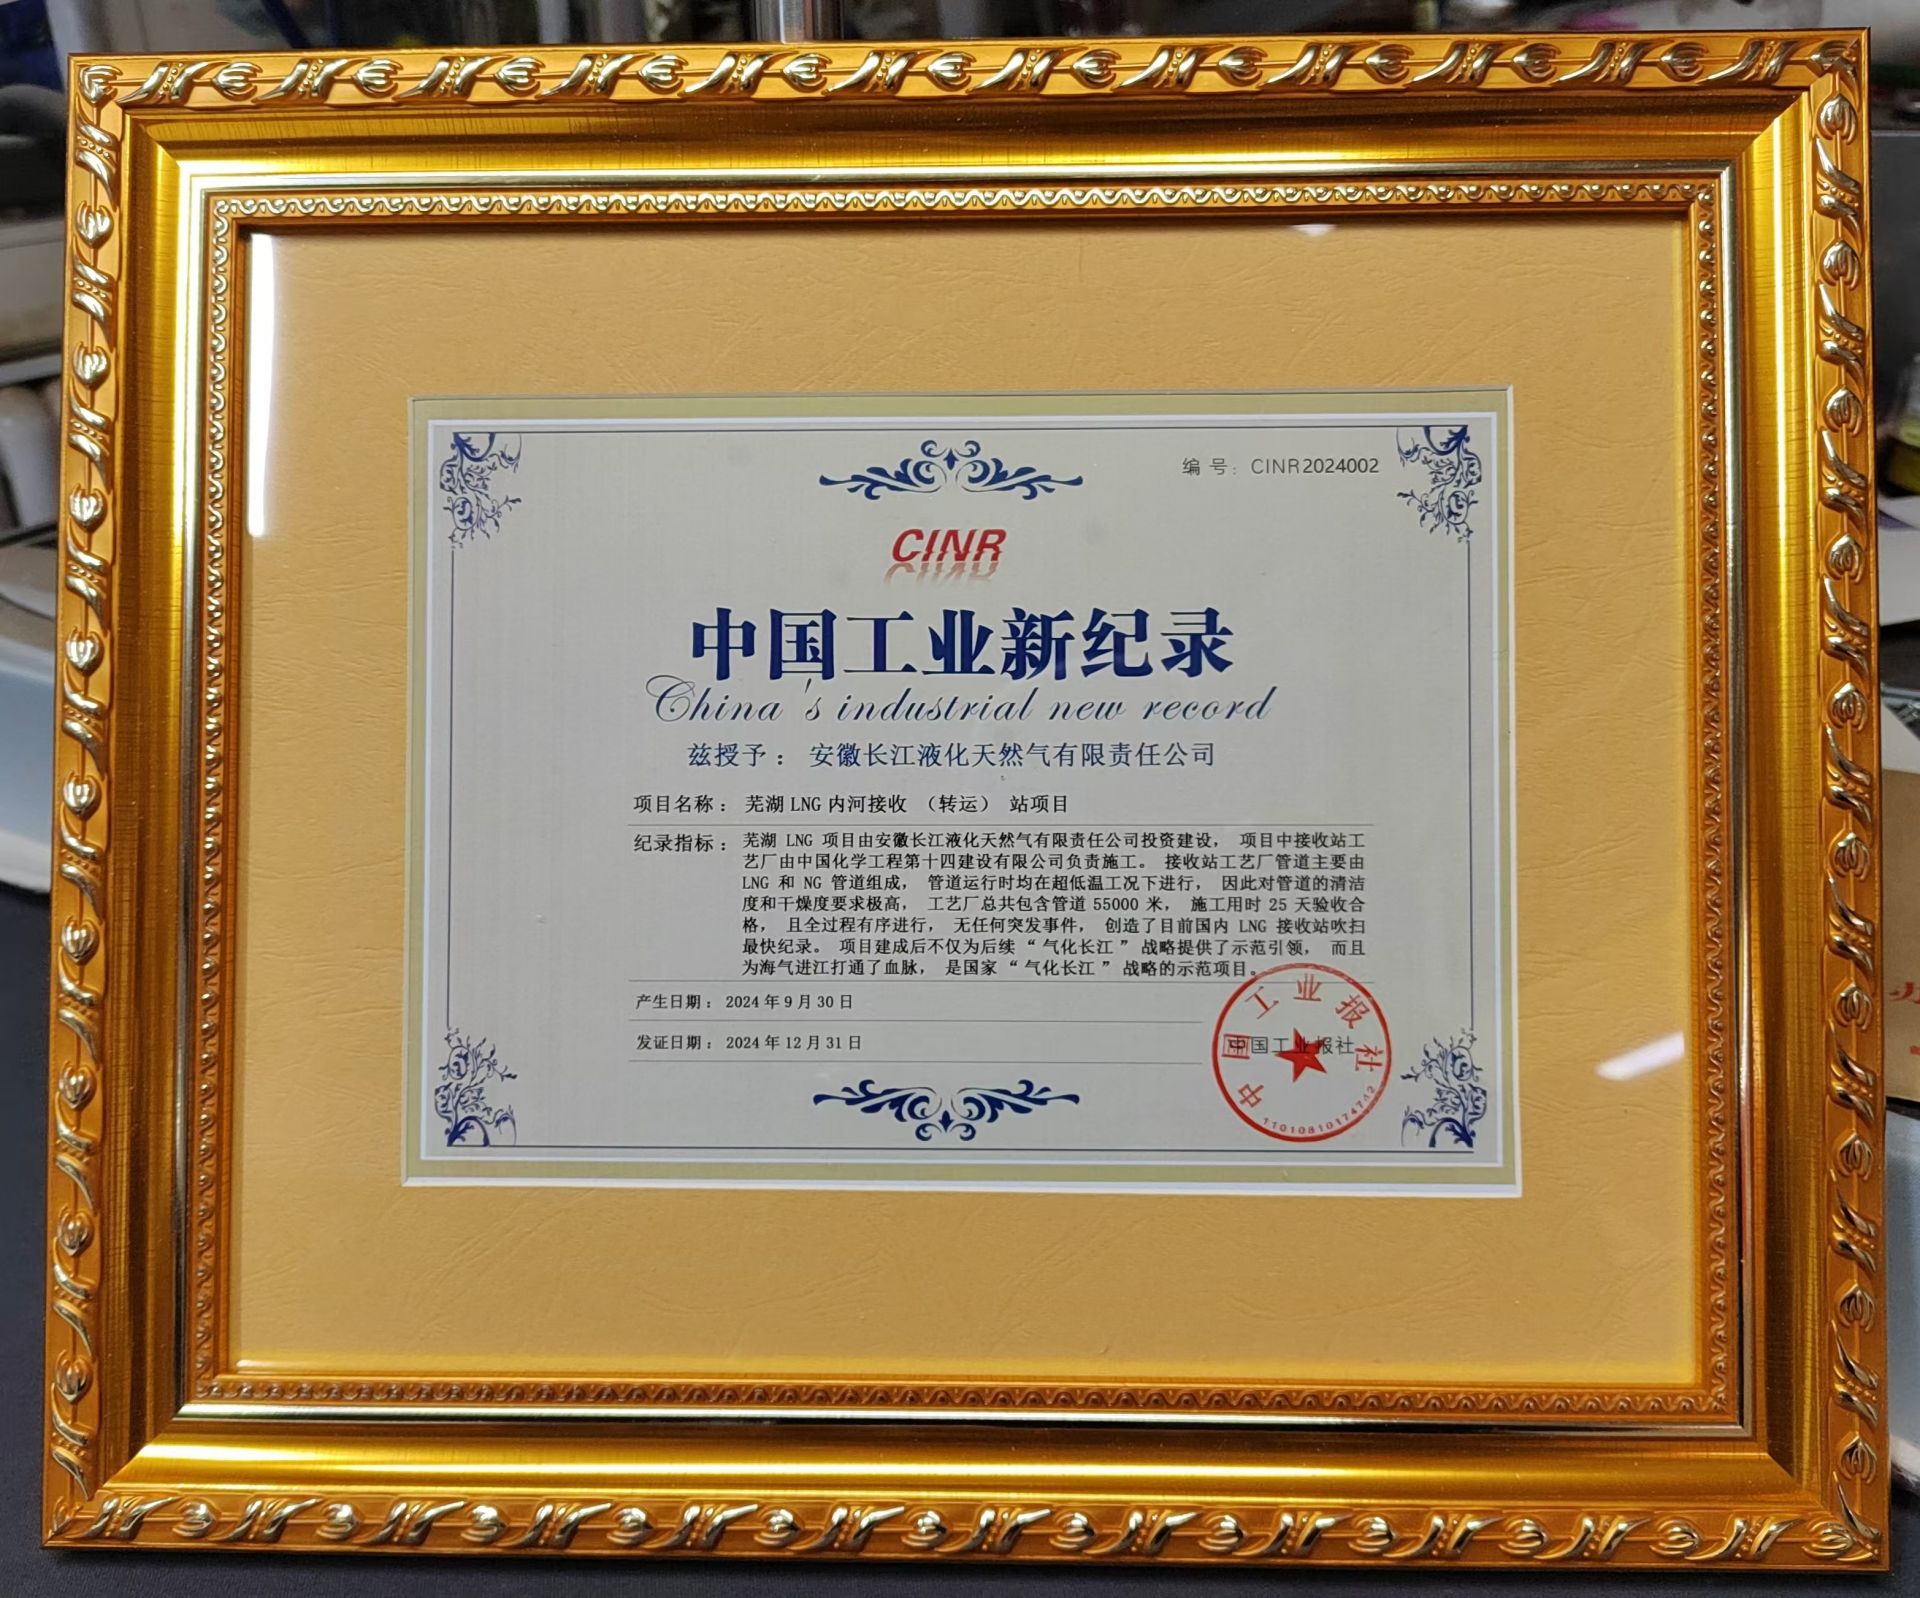 编 号: CINR2024002
CINR
中国工业新纪录
China's industrial new record
兹授予： 安徽长江液化天然气有限责任公司
项目名称： 芜湖 LNG 内河接收 （转运） 站项目
纪录指标： 芜湖 LNG 项目由安徽长江液化天然气有限责任公司投资建设， 项目中接收站工
艺厂由中国化学工程第十四建设有限公司负责施工。 接收站工艺厂管道主要由
LNG 和 NG 管道组成， 管道运行时均在超低温工况下进行， 因此对管道的清洁
度和干燥度要求极高， 工艺厂总共包含管道 55000 米， 施工用时 25 天验收合
格， 且全过程有序进行， 无任何突发事件， 创造了目前国内 LNG 接收站吹扫
最快纪录。 项目建成后不仅为后续 “ 气化长江 ” 战略提供了示范引领， 而且
为海气进江打通了血脉， 是国家 “ 气化长江 ” 战略的示范项目。
产生日期： 2024 年 9 月 30 日
发证日期： 2024 年 12 月 31 日
中国工业报社
中国工业报社
1101081017474２